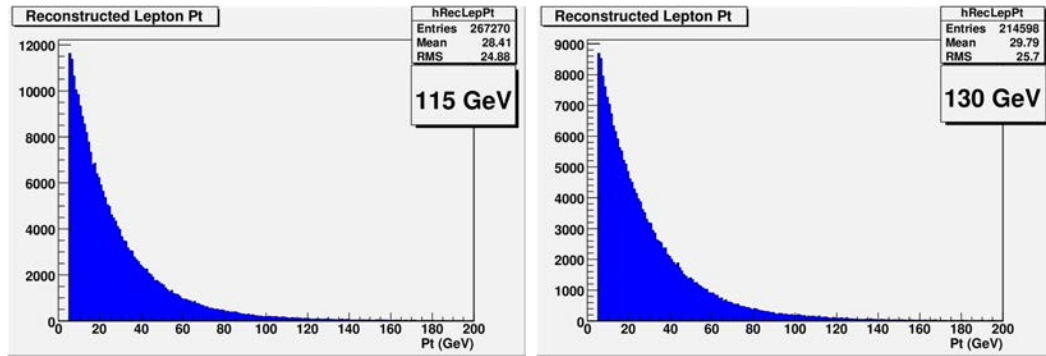 Reconstructed Lepton Pt
hRecLepPt
Entries 267270
Mean 28.41
RMS 24.88
115 GeV
12000
10000
8000
6000
4000
2000
0
0 20 40 60 80 100 120 140 160 180 200
Pt (GeV)
Reconstructed Lepton Pt
hRecLepPt
Entries 214598
Mean 29.79
RMS 25.7
130 GeV
9000
8000
7000
6000
5000
4000
3000
2000
1000
0
0 20 40 60 80 100 120 140 160 180 200
Pt (GeV)